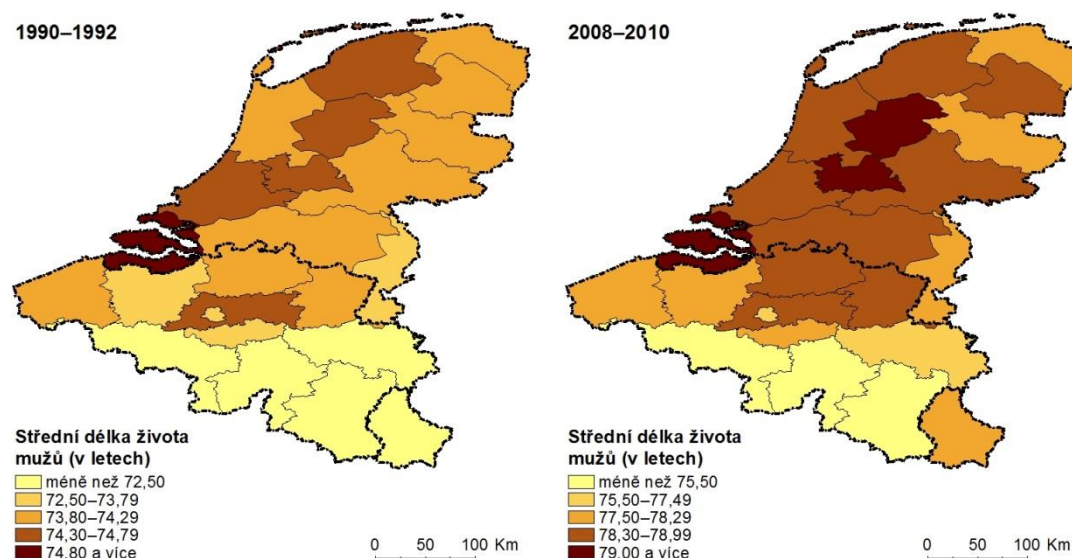 1990–1992
Střední délka života
mužů (v letech)
méně než 72,50
72,50–73,79
73,80–74,29
74,30–74,79
74,80 a více
0 50 100 Km
2008–2010
Střední délka života
mužů (v letech)
méně než 75,50
75,50–77,49
77,50–78,29
78,30–78,99
79,00 a více
0 50 100 Km